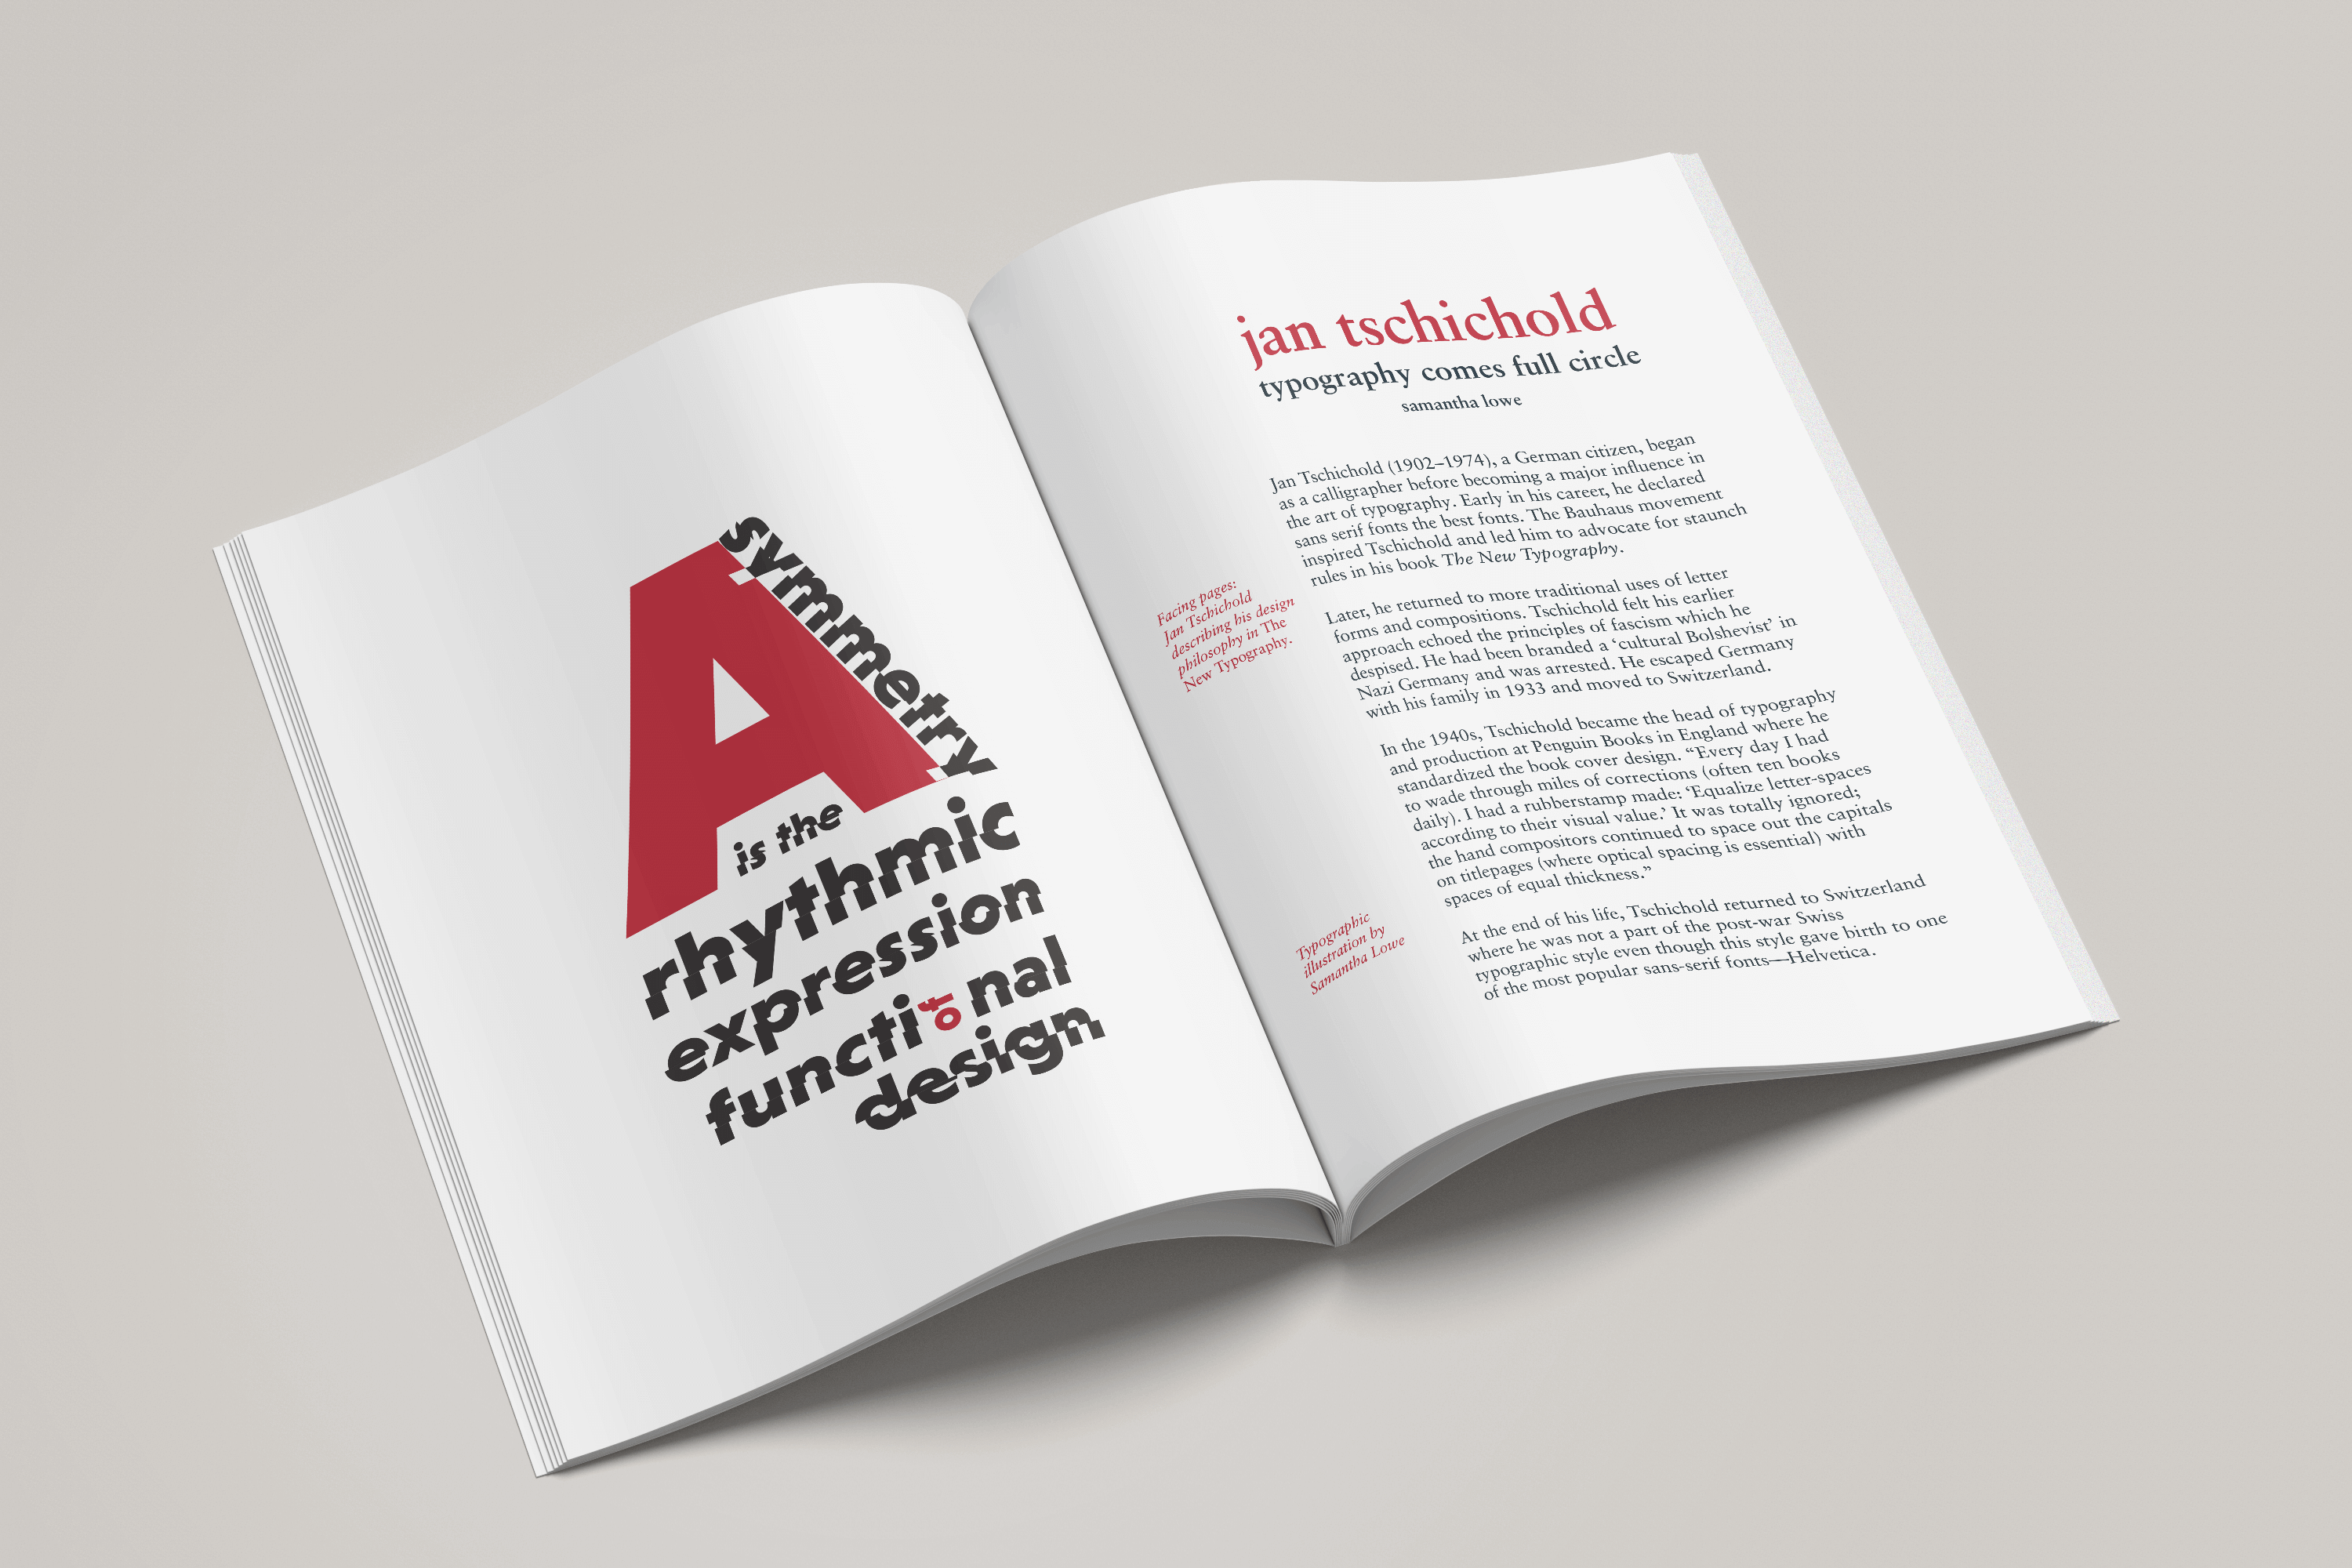 Asymmetry
is the
rhythmic
expression
of
functional
design
jan tschichold
typography comes full circle
samantha lowe
Jan Tschichold (1902–1974), a German citizen, began
as a calligrapher before becoming a major influence in
the art of typography. Early in his career, he declared
sans serif fonts the best fonts. The Bauhaus movement
inspired Tschichold and led him to advocate for staunch
rules in his book The New Typography.
Facing pages:
Jan Tschichold
describing his design
philosophy in The
New Typography.
Later, he returned to more traditional uses of letter
forms and compositions. Tschichold felt his earlier
approach echoed the principles of fascism which he
despised. He had been branded a ‘cultural Bolshevist’ in
Nazi Germany and was arrested. He escaped Germany
with his family in 1933 and moved to Switzerland.
In the 1940s, Tschichold became the head of typography
and production at Penguin Books in England where he
standardized the book cover design. “Every day I had
to wade through miles of corrections (often ten books
daily). I had a rubberstamp made: ‘Equalize letter-spaces
according to their visual value.’ It was totally ignored;
the hand compositors continued to space out the capitals
on titlepages (where optical spacing is essential) with
spaces of equal thickness.”
Typographic
illustration by
Samantha Lowe
At the end of his life, Tschichold returned to Switzerland
where he was not a part of the post-war Swiss
typographic style even though this style gave birth to one
of the most popular sans-serif fonts—Helvetica.